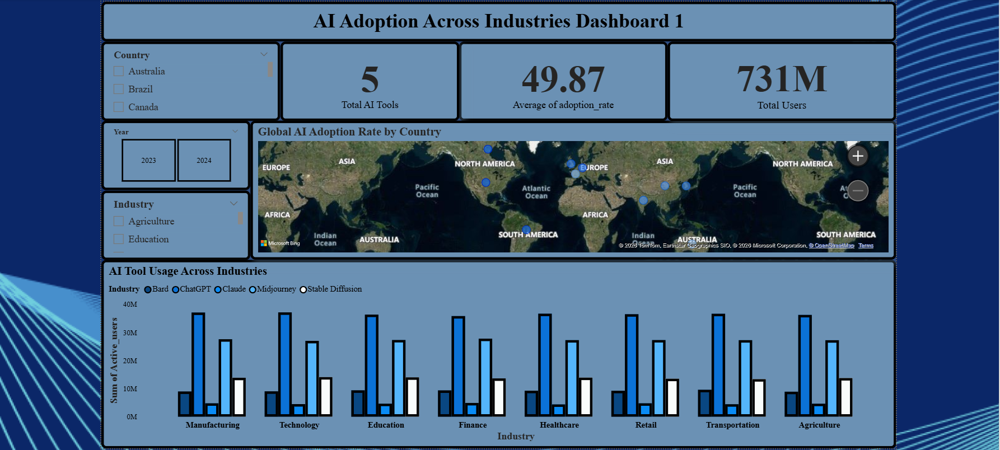 AI Adoption Across Industries Dashboard 1
Country
Australia
Brazil
Canada
5
Total AI Tools
49.87
Average of adoption_rate
731M
Total Users
Year
2023
2024
Industry
Agriculture
Education
Global AI Adoption Rate by Country
EUROPE
ASIA
AFRICA
Indian
Ocean
AUSTRALIA
Pacific
Ocean
NORTH AMERICA
Atlantic
Ocean
SOUTH AMERICA
EUROPE
ASIA
AFRICA
Indian
Ocean
AUSTRALIA
Pacific
Ocean
NORTH AMERICA
SOUTH AMERICA
Microsoft Bing
© 2026 TomTom, Earthstar Geographics SIO, © 2026 Microsoft Corporation, © OpenStreetMap Terms
AI Tool Usage Across Industries
Industry Bard ChatGPT Claude Midjourney Stable Diffusion
Sum of Active_users
40M
30M
20M
10M
0M
Manufacturing Technology Education Finance Healthcare Retail Transportation Agriculture
Industry